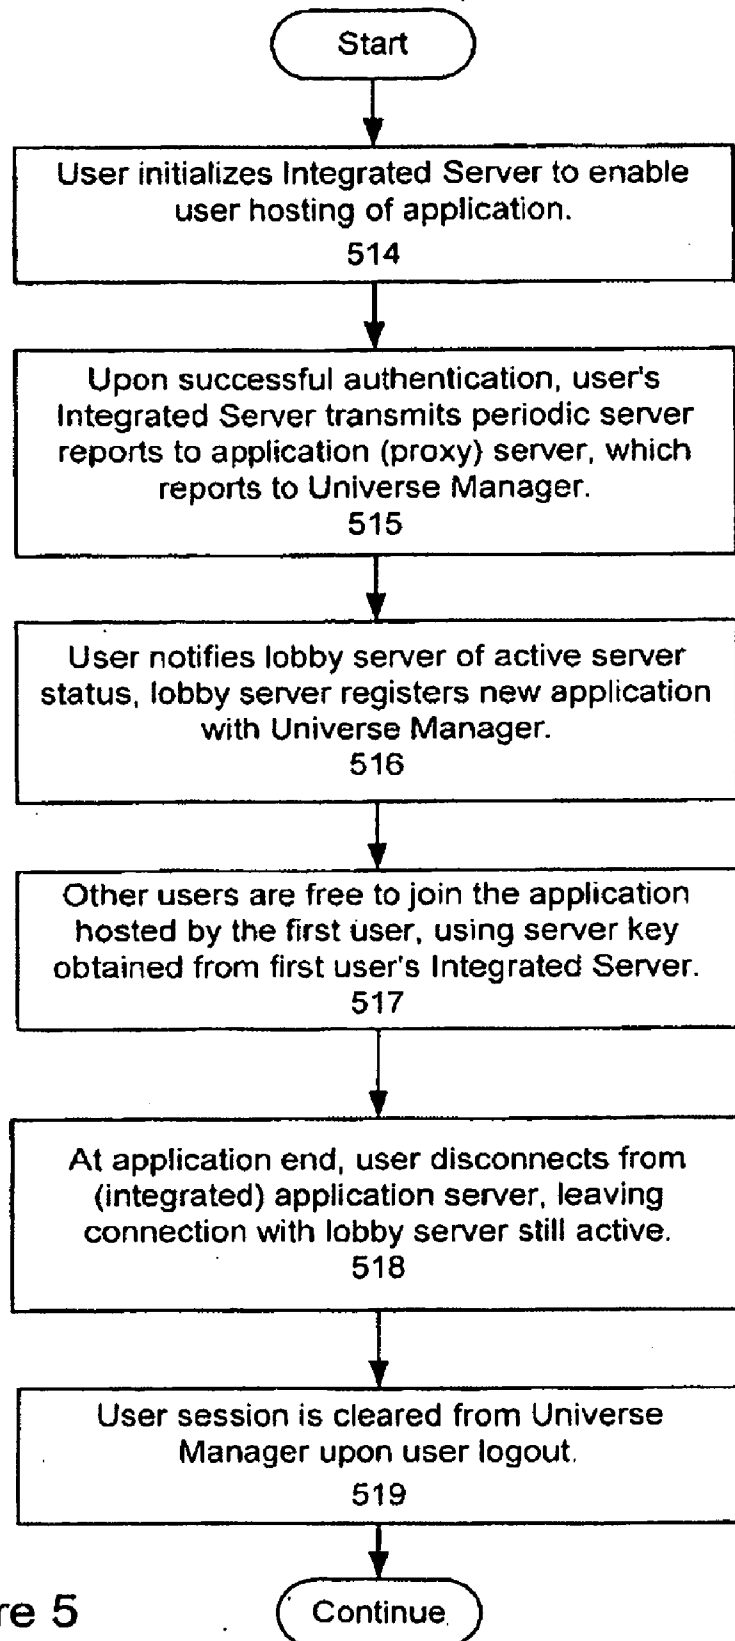 Start
User initializes Integrated Server to enable
user hosting of application.
514
Upon successful authentication, user's
Integrated Server transmits periodic server
reports to application (proxy) server, which
reports to Universe Manager.
515
User notifies lobby server of active server
status, lobby server registers new application
with Universe Manager.
516
Other users are free to join the application
hosted by the first user, using server key
obtained from first user's Integrated Server.
517
At application end, user disconnects from
(integrated) application server, leaving
connection with lobby server still active.
518
User session is cleared from Universe
Manager upon user logout.
519
re 5
Continue